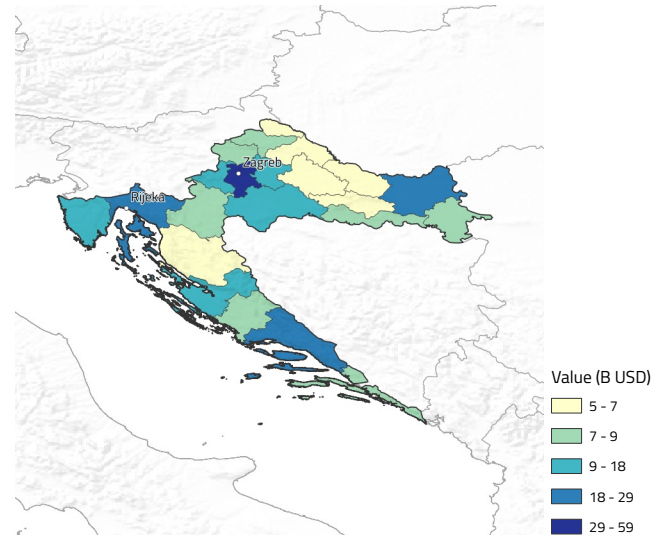 Zagreb
Rijeka
Value (B USD)
5 - 7
7 - 9
9 - 18
18 - 29
29 - 59